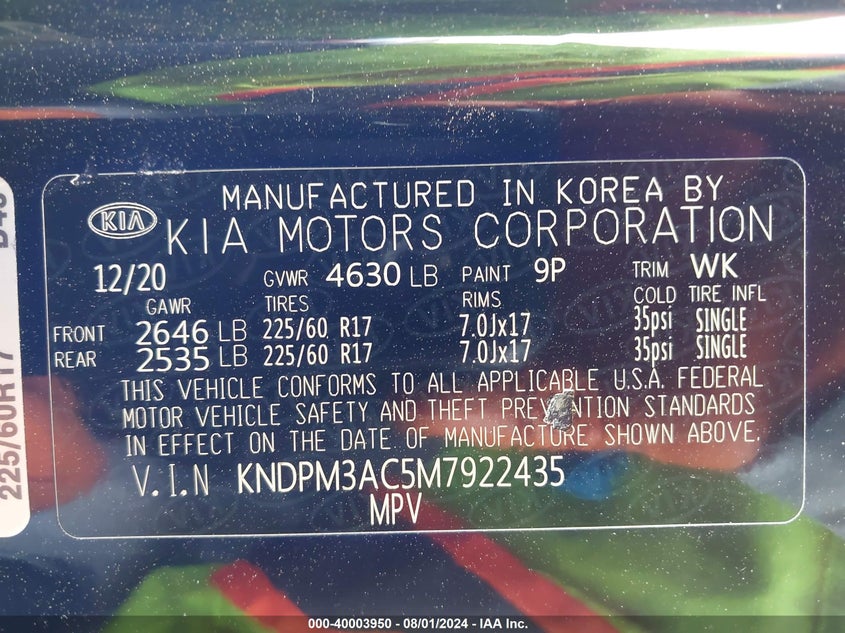 MANUFACTURED IN KOREA BY
KIA
KIA MOTORS CORPORATION
12/20 GVWR 4630 LB PAINT 9P TRIM WK
GAWR TIRES RIMS COLD TIRE INFL
FRONT 2646 LB 225/60 R17 7.0Jx17 35psi SINGLE
REAR 2535 LB 225/60 R17 7.0Jx17 35psi SINGLE
THIS VEHICLE CONFORMS TO ALL APPLICABLE U.S.A. FEDERAL
MOTOR VEHICLE SAFETY AND THEFT PREVENTION STANDARDS
IN EFFECT ON THE DATE OF MANUFACTURE SHOWN ABOVE.
V.I.N KNDPM3AC5M7922435
MPV
225/60R17
000-40003950 - 08/01/2024 - IAA Inc.